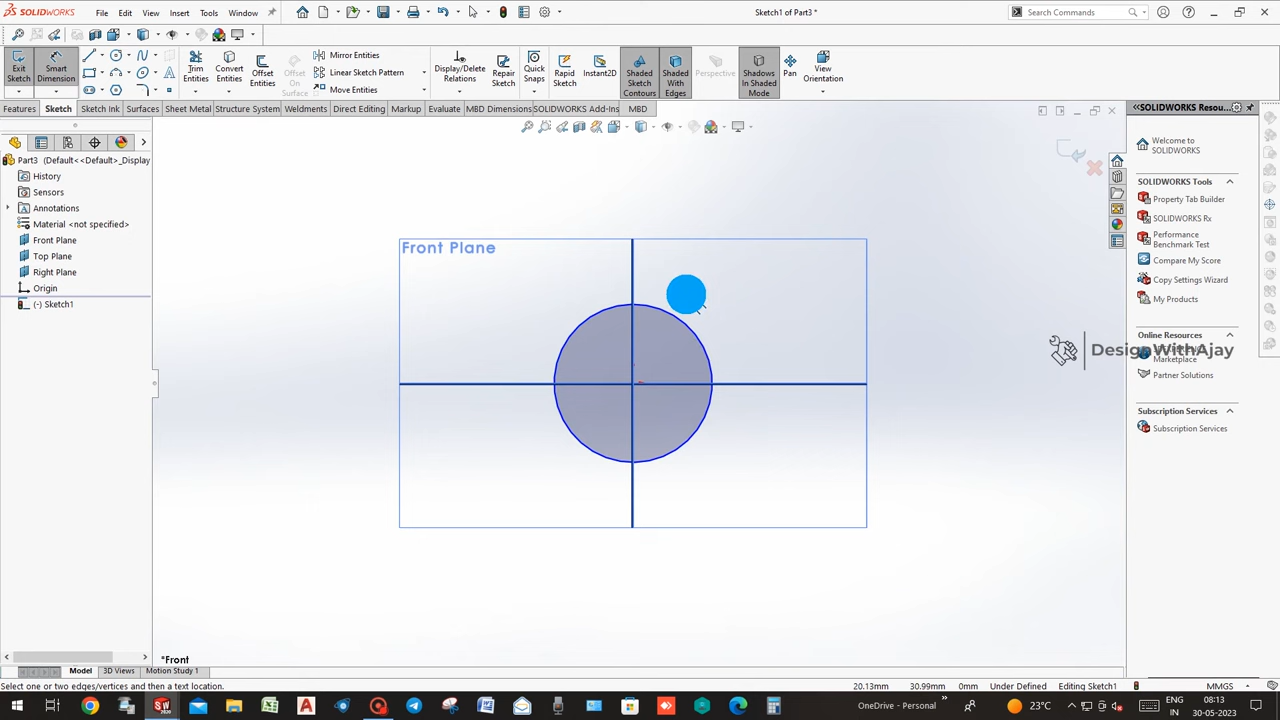 SOLIDWORKS
File
Edit
View
Insert
Tools
Window
Sketch1 of Part3 *
Search Commands
Exit Sketch
Smart Dimension
Trim Entities
Convert Entities
Offset Entities
Offset On Surface
Mirror Entities
Linear Sketch Pattern
Move Entities
Display/Delete Relations
Repair Sketch
Quick Snaps
Rapid Sketch
Instant2D
Shaded Sketch Contours
Shaded With Edges
Perspective
Shadows In Shaded Mode
Pan
View Orientation
Features
Sketch
Sketch Ink
Surfaces
Sheet Metal
Structure System
Weldments
Direct Editing
Markup
Evaluate
MBD Dimensions
SOLIDWORKS Add-Ins
MBD
Part3 (Default<<Default>_Display
History
Sensors
Annotations
Material <not specified>
Front Plane
Top Plane
Right Plane
Origin
(-) Sketch1
Front Plane
DesignWithAjay
SOLIDWORKS Resou...
Welcome to
SOLIDWORKS
SOLIDWORKS Tools
Property Tab Builder
SOLIDWORKS Rx
Performance
Benchmark Test
Compare My Score
Copy Settings Wizard
My Products
Online Resources
Marketplace
Partner Solutions
Subscription Services
Subscription Services
*Front
Model
3D Views
Motion Study 1
Select one or two edges/vertices and then a text location.
20.13mm
30.99mm
0mm
Under Defined
Editing Sketch1
MMGS
OneDrive - Personal
23°C
ENG
IN
08:13
30-05-2023